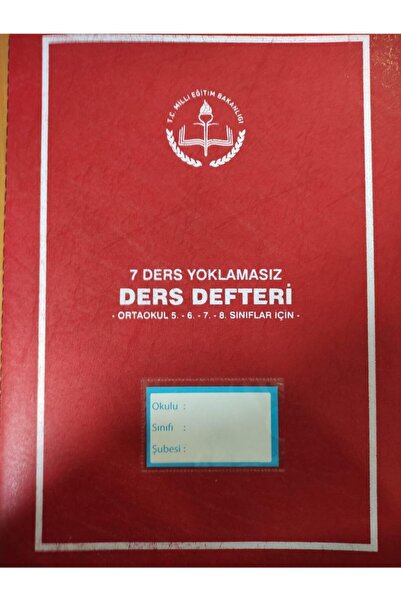 T.C. MİLLİ EĞİTİM BAKANLIĞI
7 DERS YOKLAMASIZ
DERS DEFTERİ
- ORTAOKUL 5. - 6. - 7. - 8. SINIFLAR İÇİN -
Okulu :
Sınıfı :
Şubesi :